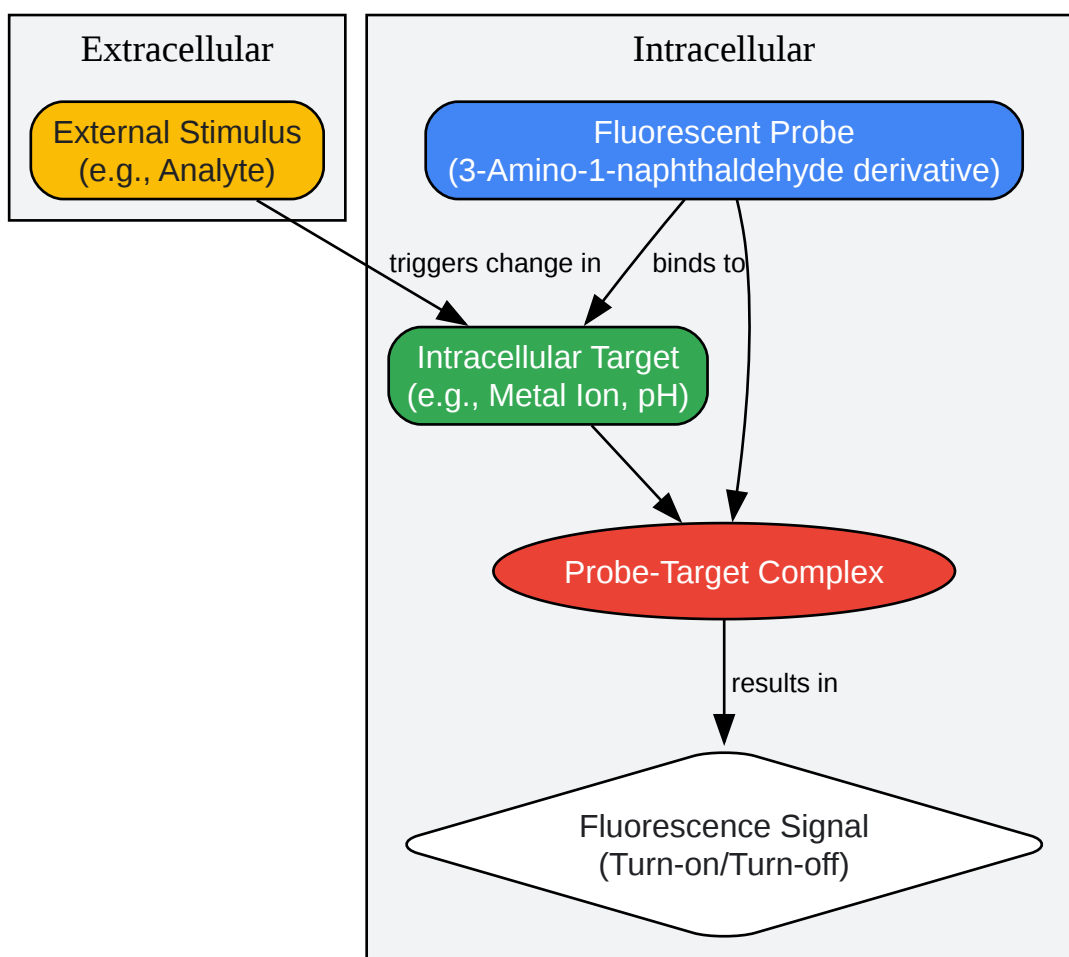 Extracellular
Intracellular
External Stimulus
(e.g., Analyte)
Fluorescent Probe
(3-Amino-1-naphthaldehyde derivative)
triggers change in
binds to
Intracellular Target
(e.g., Metal Ion, pH)
Probe-Target Complex
results in
Fluorescence Signal
(Turn-on/Turn-off)